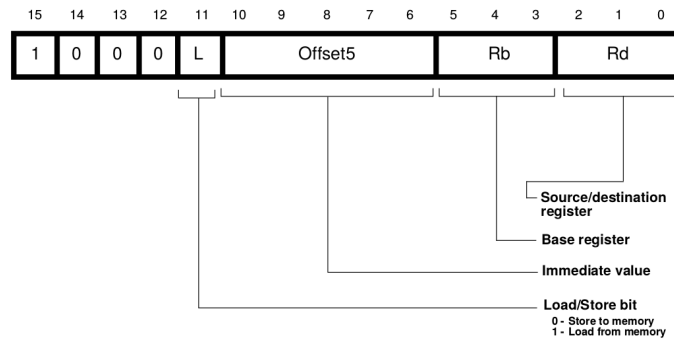 15 14 13 12 11 10 9 8 7 6 5 4 3 2 1 0
1 0 0 0 L Offset5 Rb Rd
Source/destination
register
Base register
Immediate value
Load/Store bit
0 - Store to memory
1 - Load from memory